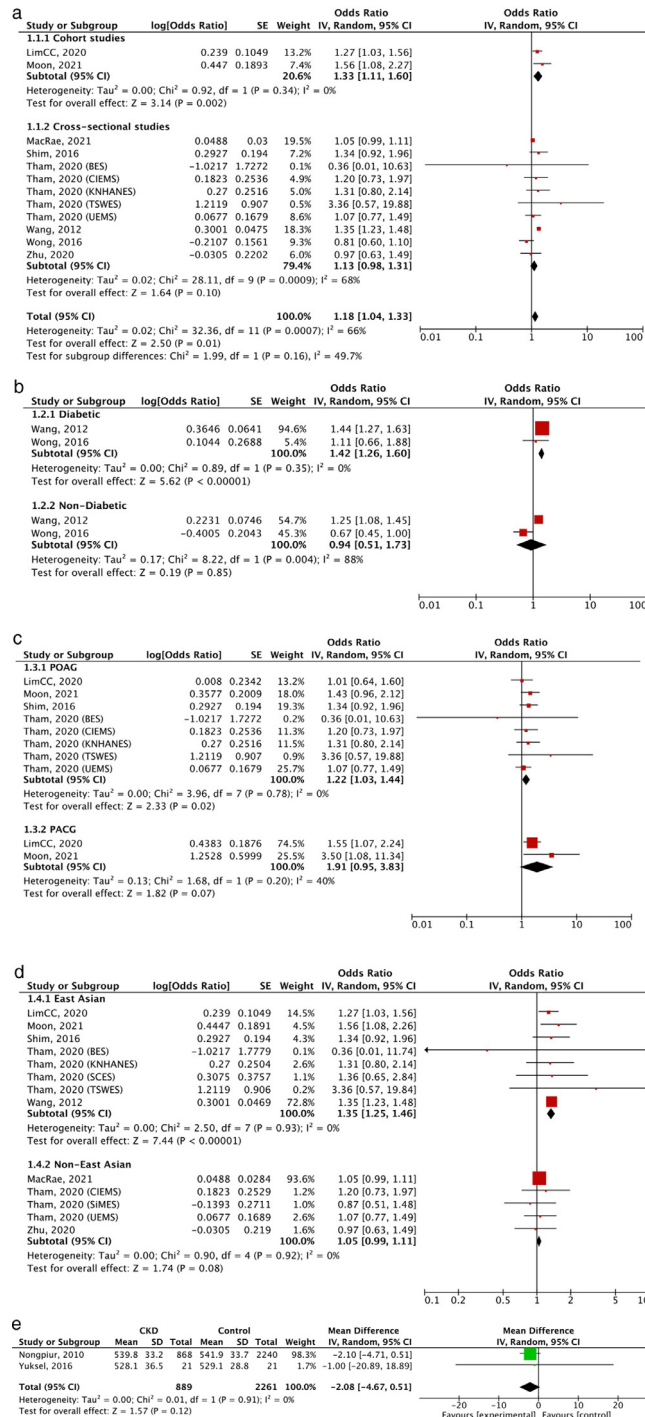 a
Odds Ratio Odds Ratio
Study or Subgroup log[Odds Ratio] SE Weight IV, Random, 95% CI IV, Random, 95% CI
1.1.1 Cohort studies
LimCC, 2020 0.239 0.1049 13.2% 1.27 [1.03, 1.56]
Moon, 2021 0.447 0.1893 7.4% 1.56 [1.08, 2.27]
Subtotal (95% CI) 20.6% 1.33 [1.11, 1.60]
Heterogeneity: Tau² = 0.00; Chi² = 0.92, df = 1 (P = 0.34); I² = 0%
Test for overall effect: Z = 3.14 (P = 0.002)
1.1.2 Cross-sectional studies
MacRae, 2021 0.0488 0.03 19.5% 1.05 [0.99, 1.11]
Shim, 2016 0.2927 0.194 7.2% 1.34 [0.92, 1.96]
Tham, 2020 (BES) -1.0217 1.7272 0.1% 0.36 [0.01, 10.63]
Tham, 2020 (CIEMS) 0.1823 0.2536 4.9% 1.20 [0.73, 1.97]
Tham, 2020 (KNHANES) 0.27 0.2516 5.0% 1.31 [0.80, 2.14]
Tham, 2020 (TSWES) 1.2119 0.907 0.5% 3.36 [0.57, 19.88]
Tham, 2020 (UEMS) 0.0677 0.1679 8.6% 1.07 [0.77, 1.49]
Wang, 2012 0.3001 0.0475 18.3% 1.35 [1.23, 1.48]
Wong, 2016 -0.2107 0.1561 9.3% 0.81 [0.60, 1.10]
Zhu, 2020 -0.0305 0.2202 6.0% 0.97 [0.63, 1.49]
Subtotal (95% CI) 79.4% 1.13 [0.98, 1.31]
Heterogeneity: Tau² = 0.02; Chi² = 28.11, df = 9 (P = 0.0009); I² = 68%
Test for overall effect: Z = 1.64 (P = 0.10)
Total (95% CI) 100.0% 1.18 [1.04, 1.33]
Heterogeneity: Tau² = 0.02; Chi² = 32.36, df = 11 (P = 0.0007); I² = 66%
Test for overall effect: Z = 2.50 (P = 0.01)
Test for subgroup differences: Chi² = 1.99, df = 1 (P = 0.16), I² = 49.7%
0.01 0.1 1 10 100
b
Odds Ratio Odds Ratio
Study or Subgroup log[Odds Ratio] SE Weight IV, Random, 95% CI IV, Random, 95% CI
1.2.1 Diabetic
Wang, 2012 0.3646 0.0641 94.6% 1.44 [1.27, 1.63]
Wong, 2016 0.1044 0.2688 5.4% 1.11 [0.66, 1.88]
Subtotal (95% CI) 100.0% 1.42 [1.26, 1.60]
Heterogeneity: Tau² = 0.00; Chi² = 0.89, df = 1 (P = 0.35); I² = 0%
Test for overall effect: Z = 5.62 (P < 0.00001)
1.2.2 Non-Diabetic
Wang, 2012 0.2231 0.0746 54.7% 1.25 [1.08, 1.45]
Wong, 2016 -0.4005 0.2043 45.3% 0.67 [0.45, 1.00]
Subtotal (95% CI) 100.0% 0.94 [0.51, 1.73]
Heterogeneity: Tau² = 0.17; Chi² = 8.22, df = 1 (P = 0.004); I² = 88%
Test for overall effect: Z = 0.19 (P = 0.85)
0.01 0.1 1 10 100
c
Odds Ratio Odds Ratio
Study or Subgroup log[Odds Ratio] SE Weight IV, Random, 95% CI IV, Random, 95% CI
1.3.1 POAG
LimCC, 2020 0.008 0.2342 13.2% 1.01 [0.64, 1.60]
Moon, 2021 0.3577 0.2009 18.0% 1.43 [0.96, 2.12]
Shim, 2016 0.2927 0.194 19.2% 1.34 [0.92, 1.96]
Tham, 2020 (BES) -1.0217 1.7272 0.2% 0.36 [0.01, 10.63]
Tham, 2020 (CIEMS) 0.1823 0.2536 11.3% 1.20 [0.73, 1.97]
Tham, 2020 (KNHANES) 0.27 0.2516 11.5% 1.31 [0.80, 2.14]
Tham, 2020 (TSWES) 1.2119 0.907 0.9% 3.36 [0.57, 19.88]
Tham, 2020 (UEMS) 0.0677 0.1679 25.7% 1.07 [0.77, 1.49]
Subtotal (95% CI) 100.0% 1.22 [1.03, 1.44]
Heterogeneity: Tau² = 0.00; Chi² = 3.96, df = 7 (P = 0.78); I² = 0%
Test for overall effect: Z = 2.33 (P = 0.02)
1.3.2 PACG
LimCC, 2020 0.4383 0.1876 74.5% 1.55 [1.07, 2.24]
Moon, 2021 1.2528 0.5999 25.5% 3.50 [1.08, 11.34]
Subtotal (95% CI) 100.0% 1.91 [0.95, 3.83]
Heterogeneity: Tau² = 0.13; Chi² = 1.68, df = 1 (P = 0.20); I² = 40%
Test for overall effect: Z = 1.82 (P = 0.07)
0.01 0.1 1 10 100
d
Odds Ratio Odds Ratio
Study or Subgroup log[Odds Ratio] SE Weight IV, Random, 95% CI IV, Random, 95% CI
1.4.1 East Asian
LimCC, 2020 0.239 0.1049 14.5% 1.27 [1.03, 1.56]
Moon, 2021 0.4447 0.1891 4.5% 1.56 [1.08, 2.26]
Shim, 2016 0.2927 0.194 4.3% 1.34 [0.92, 1.96]
Tham, 2020 (BES) -1.0217 1.7779 0.1% 0.36 [0.01, 11.74]
Tham, 2020 (KNHANES) 0.27 0.2504 2.6% 1.31 [0.80, 2.14]
Tham, 2020 (SCES) 0.3075 0.3757 1.1% 1.36 [0.65, 2.84]
Tham, 2020 (TSWES) 1.2119 0.906 0.2% 3.36 [0.57, 19.84]
Wang, 2012 0.3001 0.0469 72.8% 1.35 [1.23, 1.48]
Subtotal (95% CI) 100.0% 1.35 [1.25, 1.46]
Heterogeneity: Tau² = 0.00; Chi² = 2.50, df = 7 (P = 0.93); I² = 0%
Test for overall effect: Z = 7.44 (P < 0.00001)
1.4.2 Non-East Asian
MacRae, 2021 0.0488 0.0284 93.6% 1.05 [0.99, 1.11]
Tham, 2020 (CIEMS) 0.1823 0.2529 1.2% 1.20 [0.73, 1.97]
Tham, 2020 (SiMES) -0.1393 0.2711 1.0% 0.87 [0.51, 1.48]
Tham, 2020 (UEMS) 0.0677 0.1689 2.6% 1.07 [0.77, 1.49]
Zhu, 2020 -0.0305 0.219 1.6% 0.97 [0.63, 1.49]
Subtotal (95% CI) 100.0% 1.05 [0.99, 1.11]
Heterogeneity: Tau² = 0.00; Chi² = 0.90, df = 4 (P = 0.92); I² = 0%
Test for overall effect: Z = 1.74 (P = 0.08)
0.1 0.2 0.5 1 2 5 10
e
CKD Control Mean Difference Mean Difference
Study or Subgroup Mean SD Total Mean SD Total Weight IV, Random, 95% CI IV, Random, 95% CI
Nongpiur, 2010 539.8 33.2 868 541.9 33.7 2240 98.3% -2.10 [-4.71, 0.51]
Yuksel, 2016 528.1 36.5 21 529.1 28.8 21 1.7% -1.00 [-20.89, 18.89]
Total (95% CI) 889 2261 100.0% -2.08 [-4.67, 0.51]
Heterogeneity: Tau² = 0.00; Chi² = 0.01, df = 1 (P = 0.91); I² = 0%
Test for overall effect: Z = 1.57 (P = 0.12)
-20 -10 0 10 20
Favours [experimental] Favours [control]